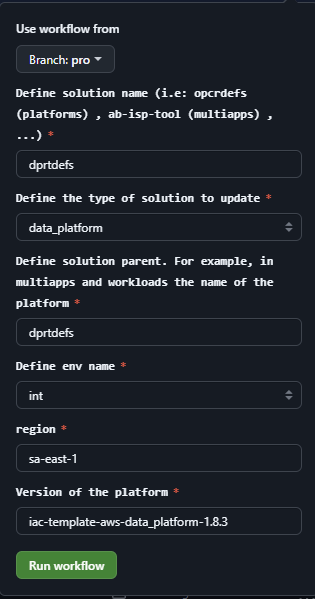 Use workflow from
Branch: pro
Define solution name (i.e: opcrdefs
(platforms) , ab-isp-tool (multiapps) ,
...) *
dprtdefs
Define the type of solution to update *
data_platform
Define solution parent. For example, in
multiapps and workloads the name of the
platform *
dprtdefs
Define env name *
int
region *
sa-east-1
Version of the platform *
iac-template-aws-data_platform-1.8.3
Run workflow